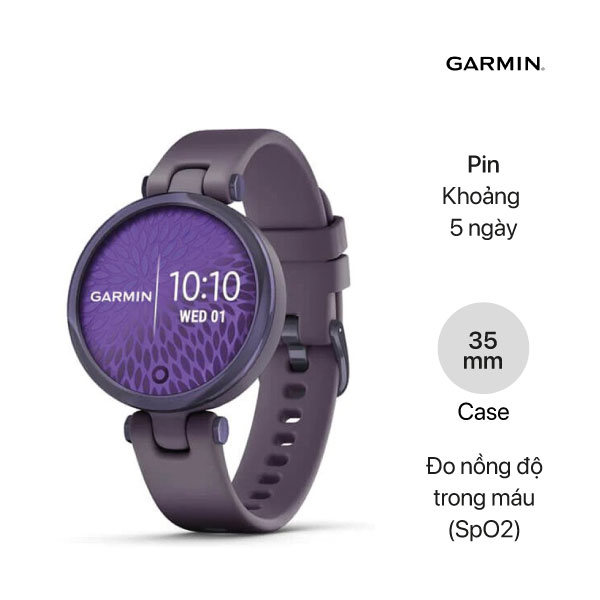 GARMIN
Pin
Khoảng
5 ngày
GARMIN
10:10
WED 01
35
mm
Case
Đo nồng độ
trong máu
(SpO2)